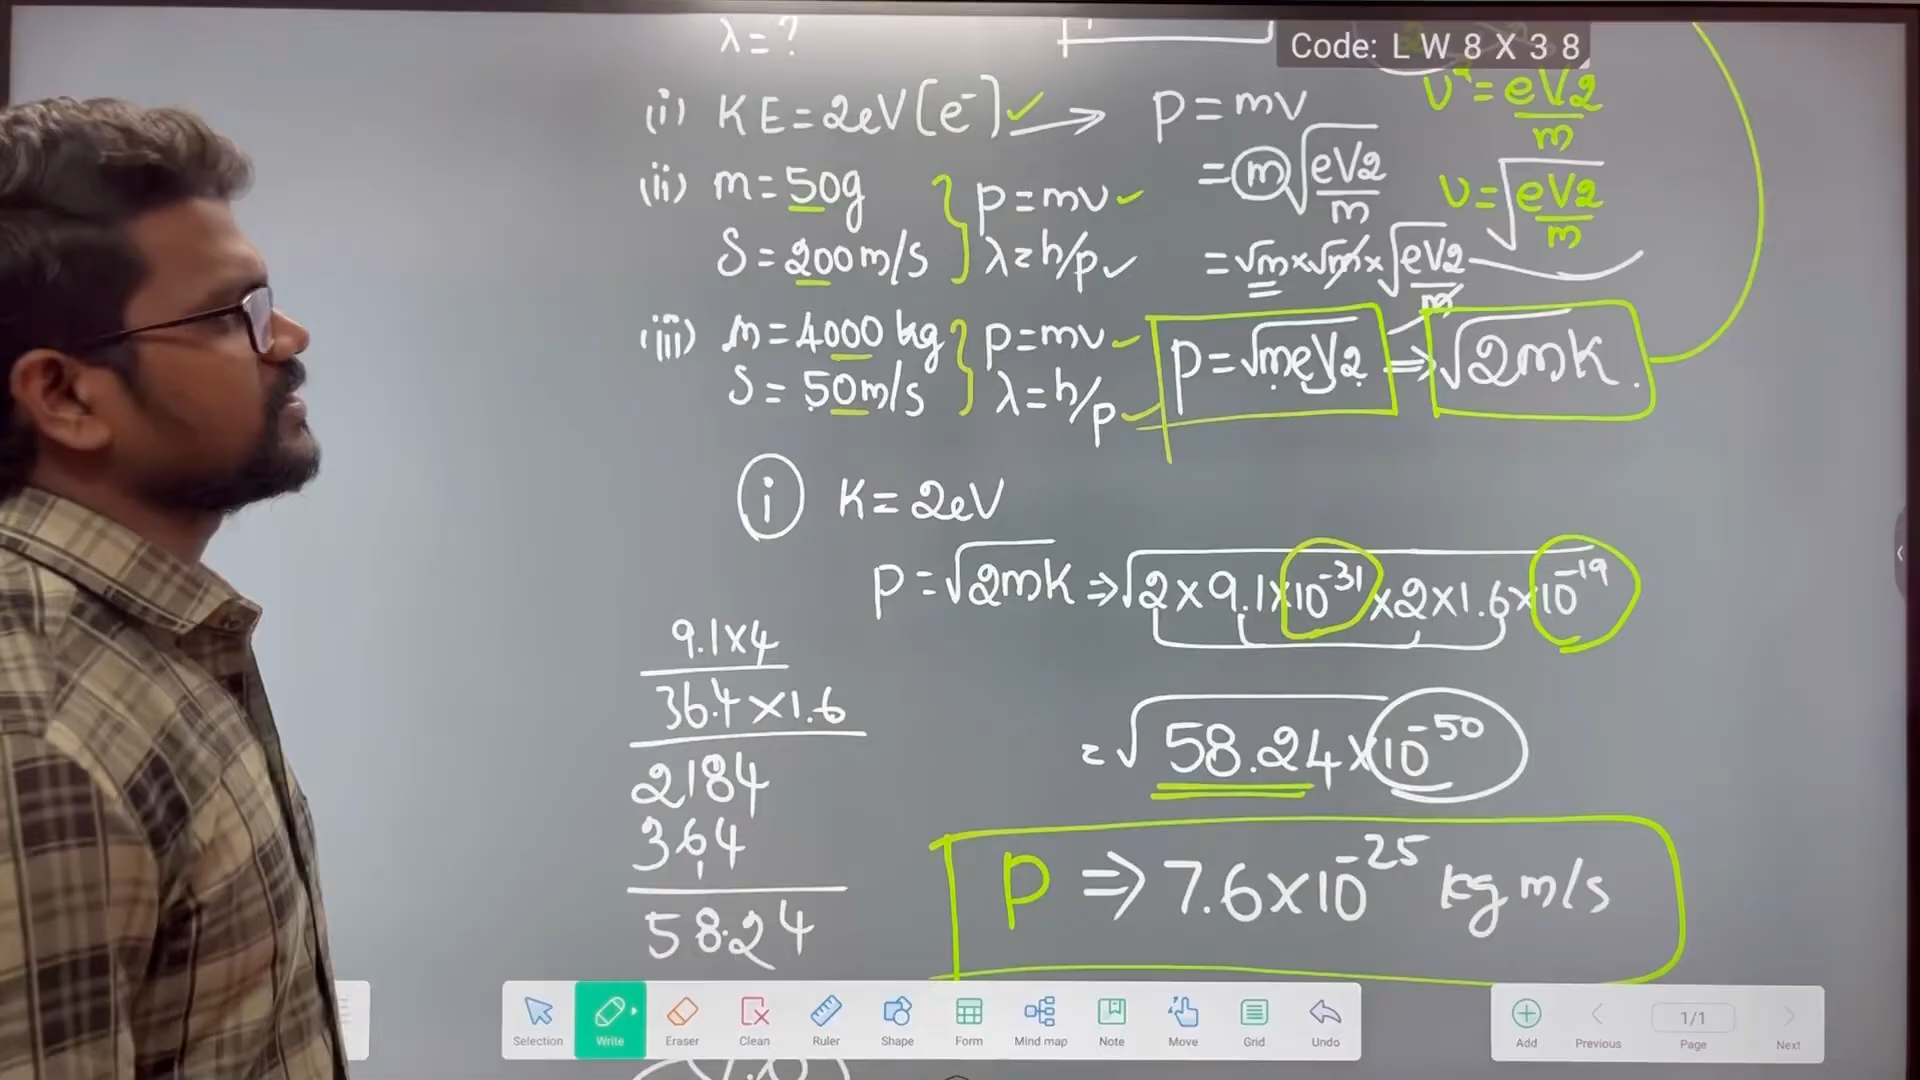 λ = ?
Code: L W 8 X 3 8
(i) KE = 2eV [e⁻] ✓ → P = mv
v² = eV2/m
= m √(eV2/m)
v = √(eV2/m)
(ii) m = 50g
p = mv ✓
S = 200m/s
λ = h/p ✓
= √m × √m × √(eV2/m)
(iii) m = 4000 kg
p = mv ✓
S = 50m/s
λ = h/p ✓
P = √meV2 ⇒ √2mK.
i K = 2eV
P = √2mK ⇒ √2 × 9.1 × 10⁻³¹ × 2 × 1.6 × 10⁻¹⁹
9.1 × 4
36.4 × 1.6
2184
364
58.24
= √58.24 × 10⁻⁵⁰
P ⇒ 7.6 × 10⁻²⁵ kg m/s
Selection Write Eraser Clean Ruler Shape Form Mind map Note Move Grid Undo
Add Previous 1/1 Page Next